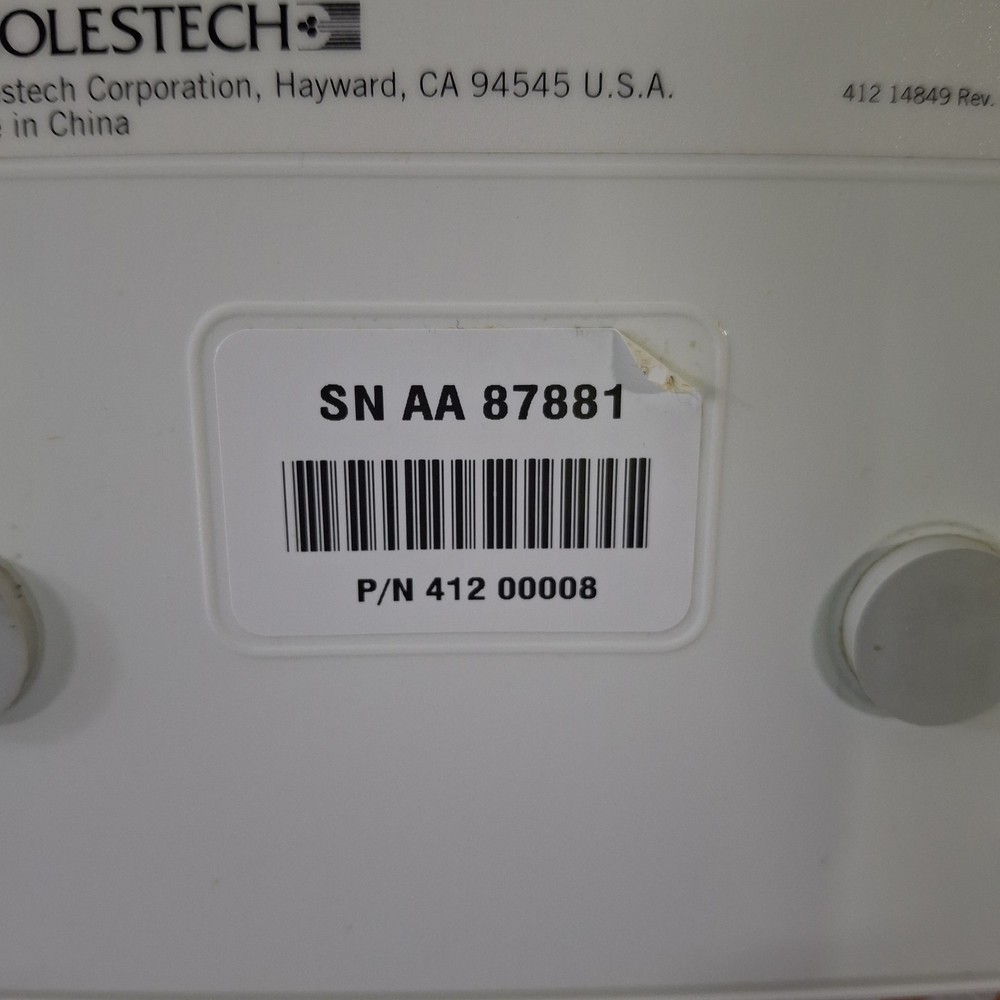 OLESTECH
stech Corporation, Hayward, CA 94545 U.S.A.
412 14849 Rev.
in China
SN AA 87881
P/N 412 00008